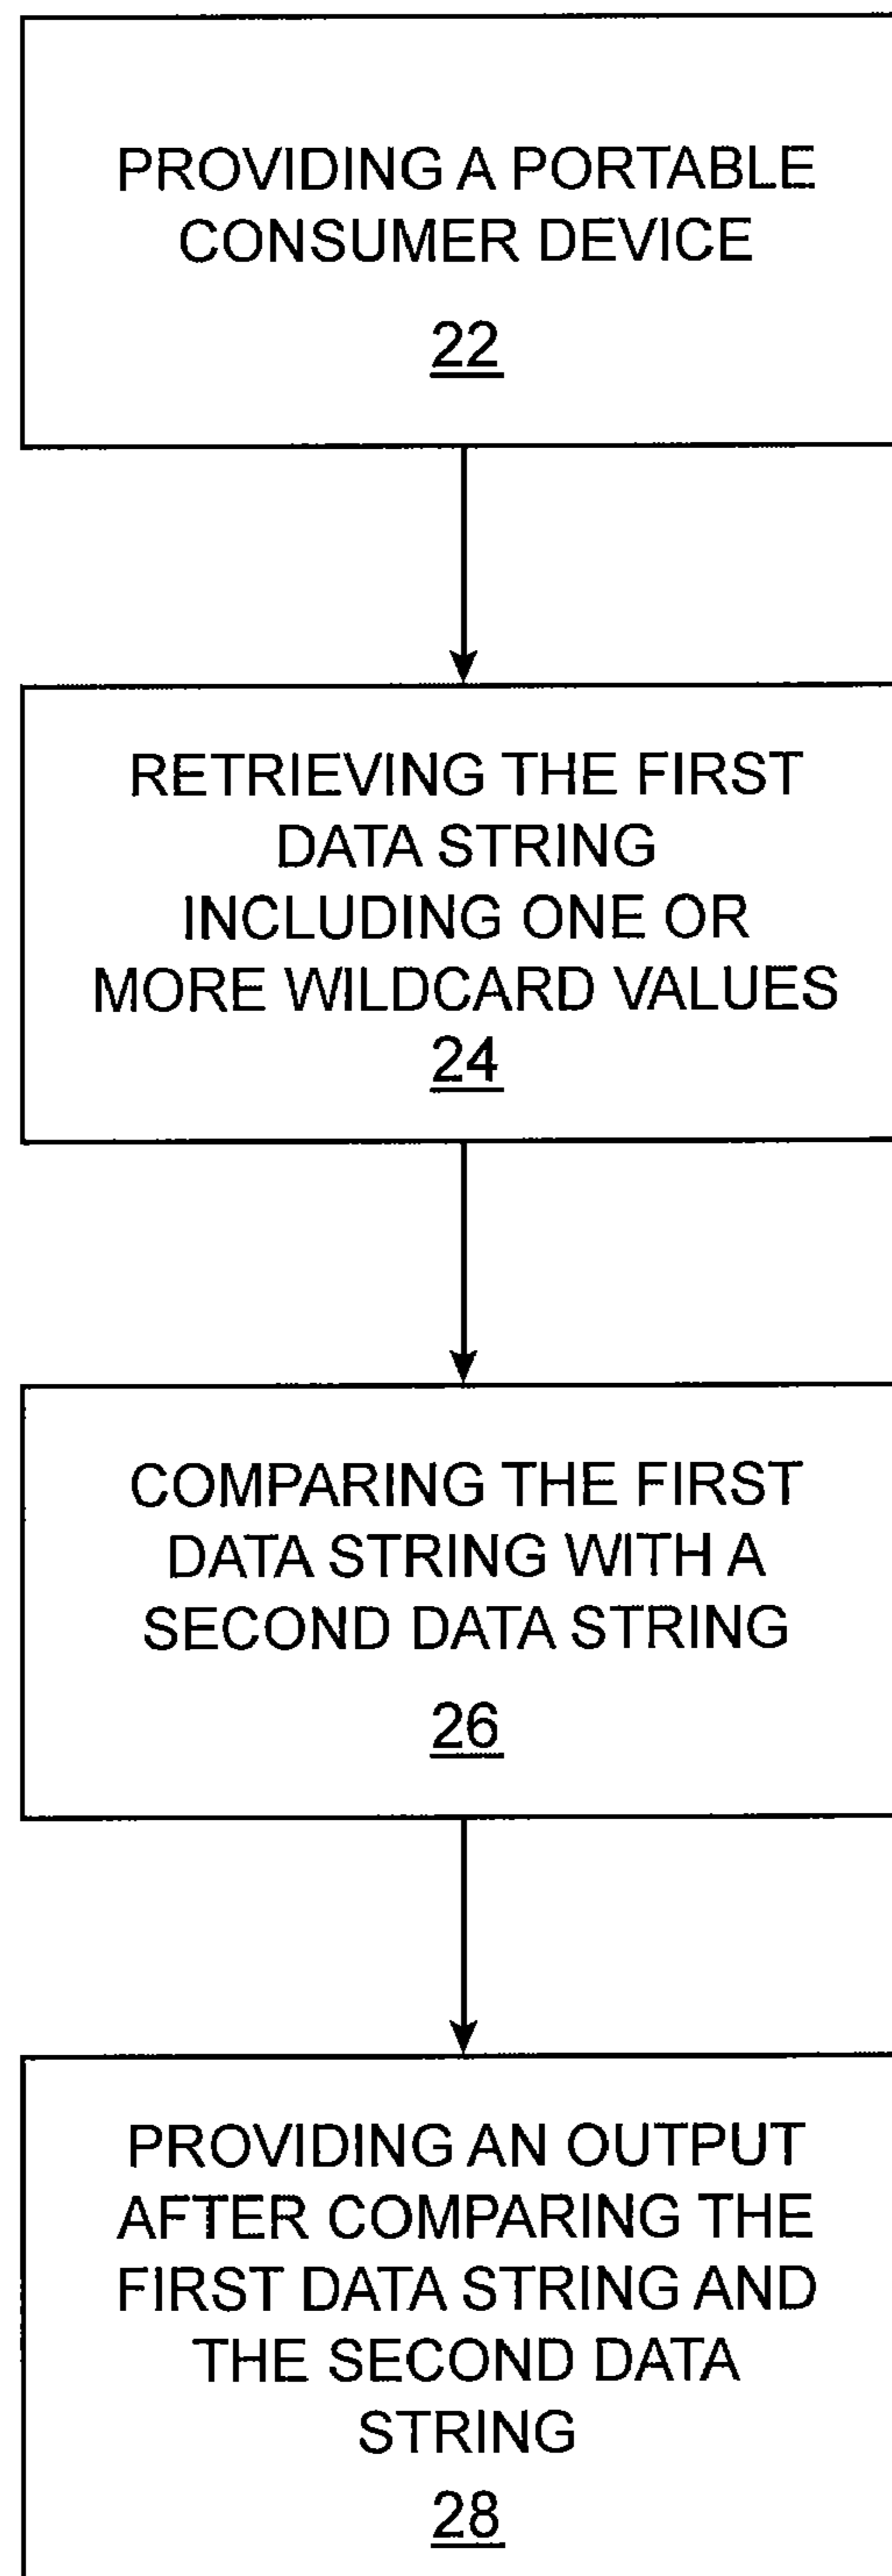 PROVIDING A PORTABLE
CONSUMER DEVICE
22
RETRIEVING THE FIRST
DATA STRING
INCLUDING ONE OR
MORE WILDCARD VALUES
24
COMPARING THE FIRST
DATA STRING WITH A
SECOND DATA STRING
26
PROVIDING AN OUTPUT
AFTER COMPARING THE
FIRST DATA STRING AND
THE SECOND DATA
STRING
28